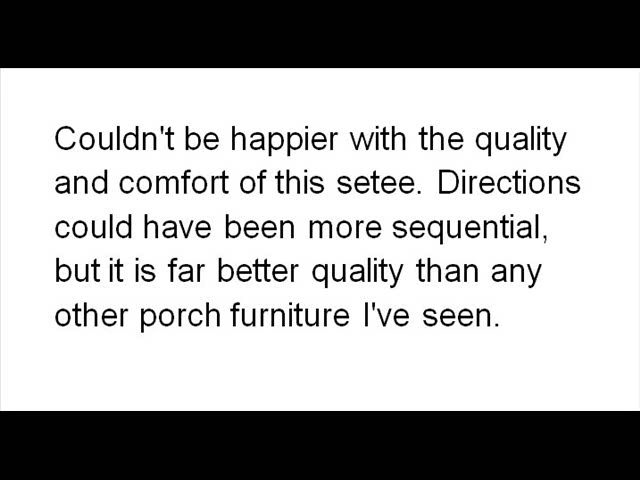 Couldn't be happier with the quality
and comfort of this setee. Directions
could have been more sequential,
but it is far better quality than any
other porch furniture I've seen.